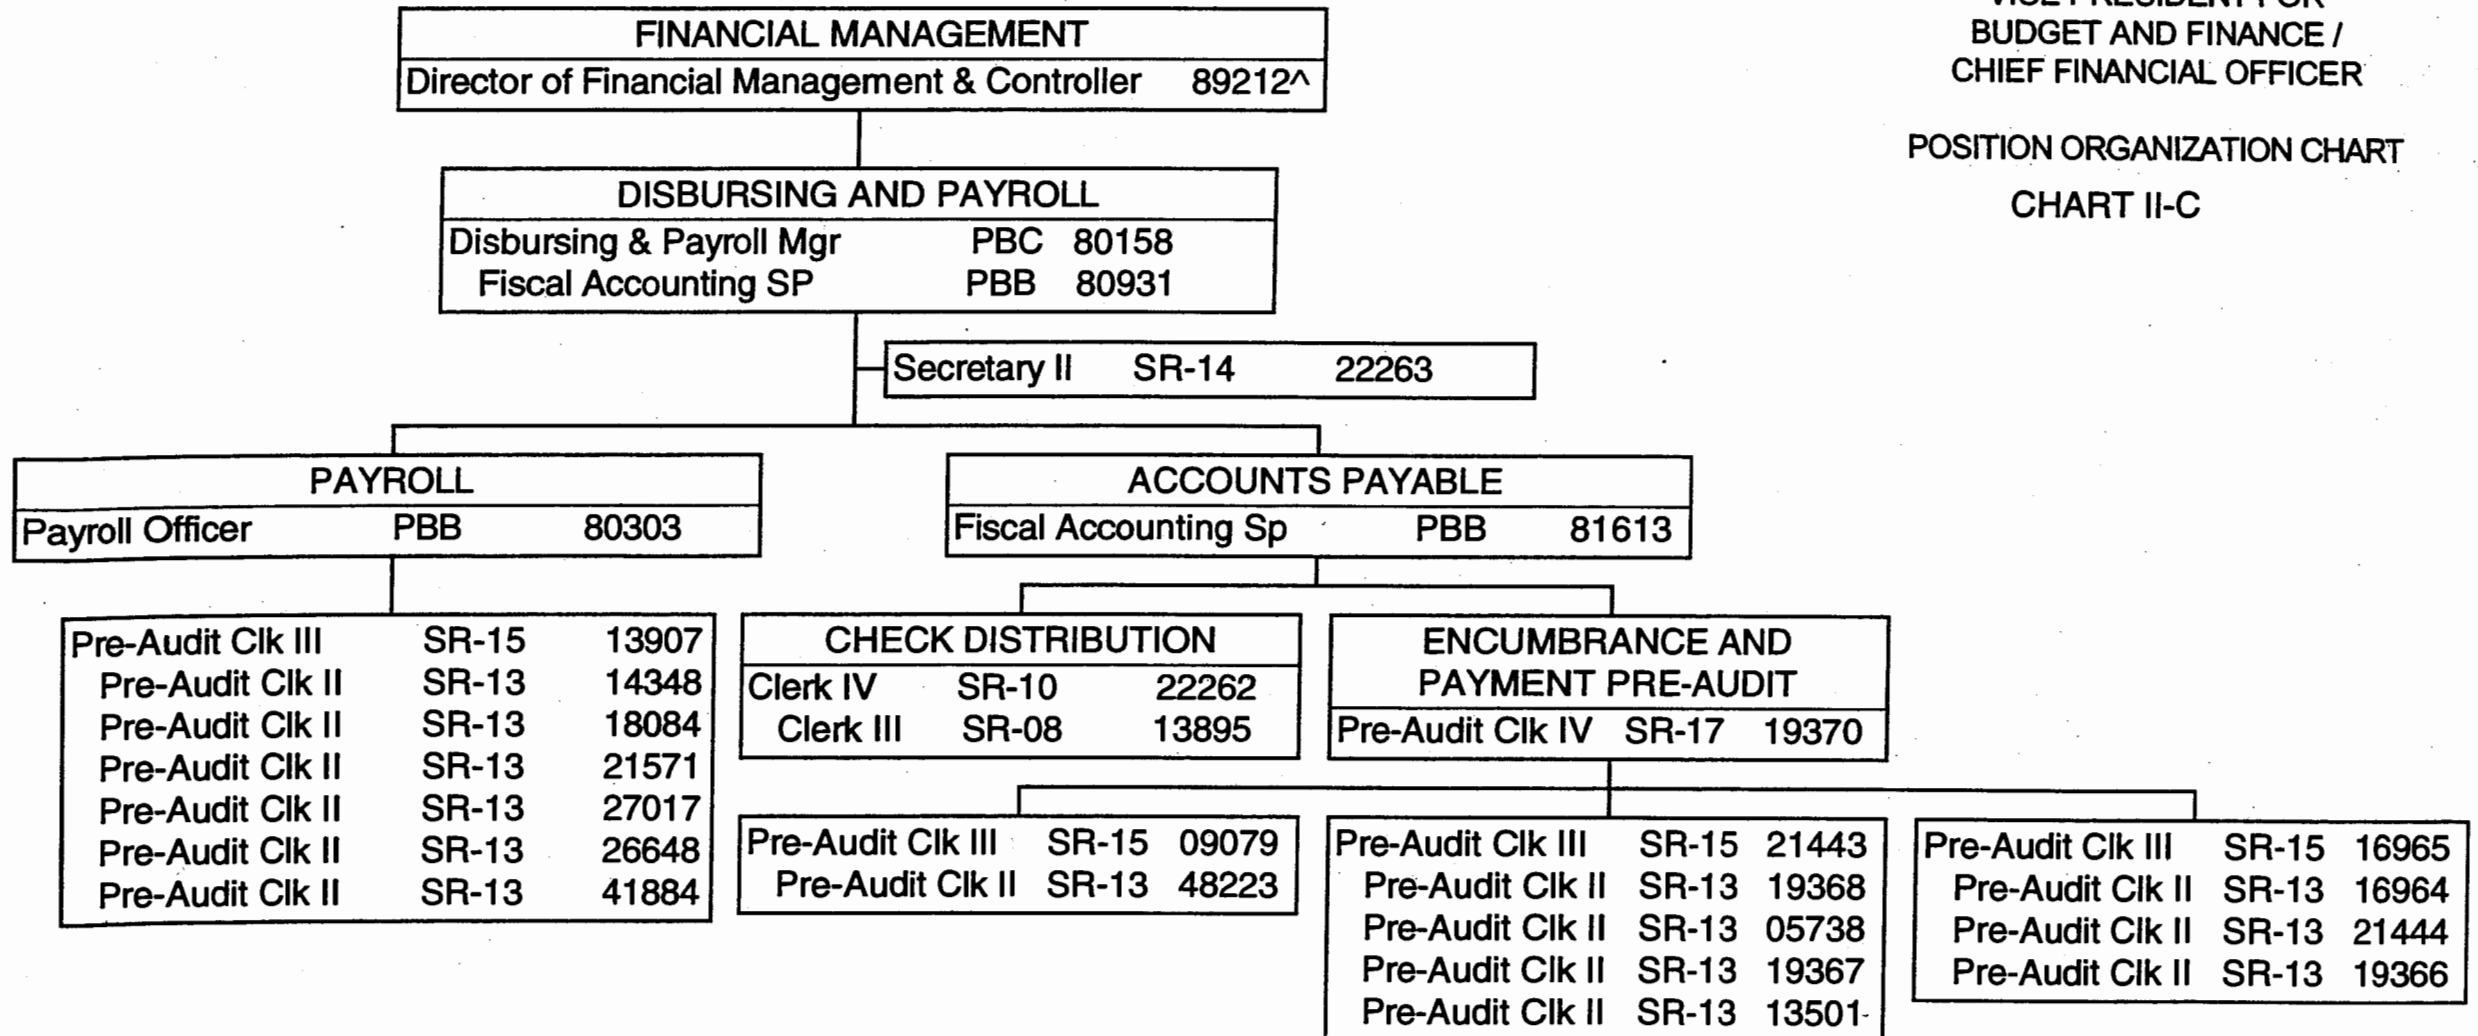 FINANCIAL MANAGEMENT
Director of Financial Management & Controller 89212^
VICE PRESIDENT FOR
BUDGET AND FINANCE /
CHIEF FINANCIAL OFFICER
POSITION ORGANIZATION CHART
CHART II-C
DISBURSING AND PAYROLL
Disbursing & Payroll Mgr PBC 80158
Fiscal Accounting SP PBB 80931
Secretary II SR-14 22263
PAYROLL
Payroll Officer PBB 80303
ACCOUNTS PAYABLE
Fiscal Accounting Sp PBB 81613
Pre-Audit Clk III SR-15 13907
Pre-Audit Clk II SR-13 14348
Pre-Audit Clk II SR-13 18084
Pre-Audit Clk II SR-13 21571
Pre-Audit Clk II SR-13 27017
Pre-Audit Clk II SR-13 26648
Pre-Audit Clk II SR-13 41884
CHECK DISTRIBUTION
Clerk IV SR-10 22262
Clerk III SR-08 13895
ENCUMBRANCE AND
PAYMENT PRE-AUDIT
Pre-Audit Clk IV SR-17 19370
Pre-Audit Clk III SR-15 09079
Pre-Audit Clk II SR-13 48223
Pre-Audit Clk III SR-15 21443
Pre-Audit Clk II SR-13 19368
Pre-Audit Clk II SR-13 05738
Pre-Audit Clk II SR-13 19367
Pre-Audit Clk II SR-13 13501
Pre-Audit Clk III SR-15 16965
Pre-Audit Clk II SR-13 16964
Pre-Audit Clk II SR-13 21444
Pre-Audit Clk II SR-13 19366